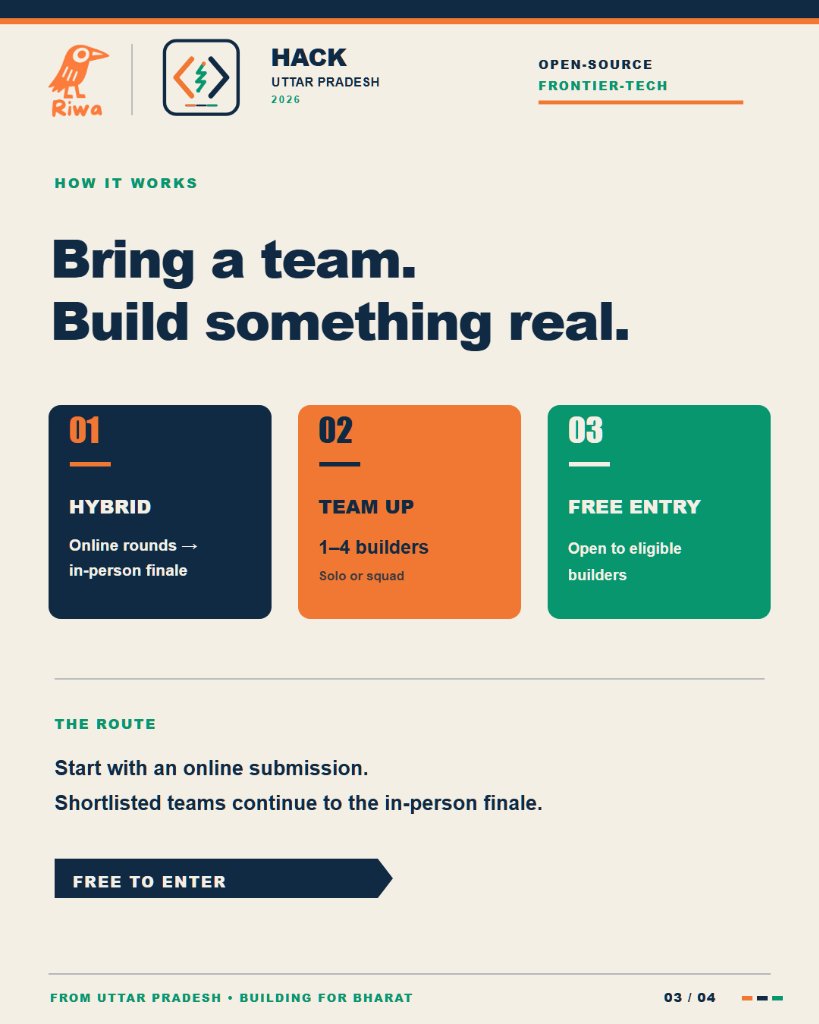 Riwa
HACK
UTTAR PRADESH
2026
OPEN-SOURCE
FRONTIER-TECH
HOW IT WORKS
Bring a team.
Build something real.
01
HYBRID
Online rounds →
in-person finale
02
TEAM UP
1–4 builders
Solo or squad
03
FREE ENTRY
Open to eligible
builders
THE ROUTE
Start with an online submission.
Shortlisted teams continue to the in-person finale.
FREE TO ENTER
FROM UTTAR PRADESH • BUILDING FOR BHARAT
03 / 04